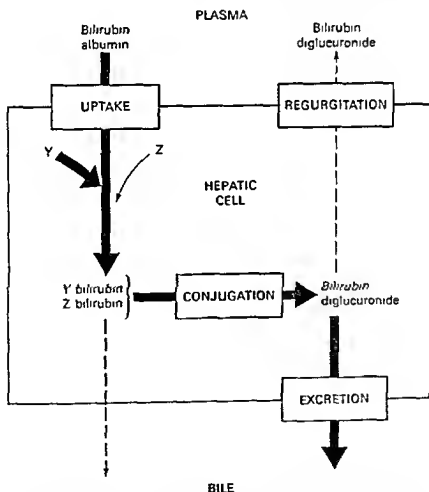 PLASMA
Bilirubin
albumin
Bilirubin
diglucuronide
UPTAKE
REGURGITATION
Y
Z
HEPATIC
CELL
Y bilirubin
Z bilirubin
CONJUGATION
Bilirubin
diglucuronide
EXCRETION
BILE